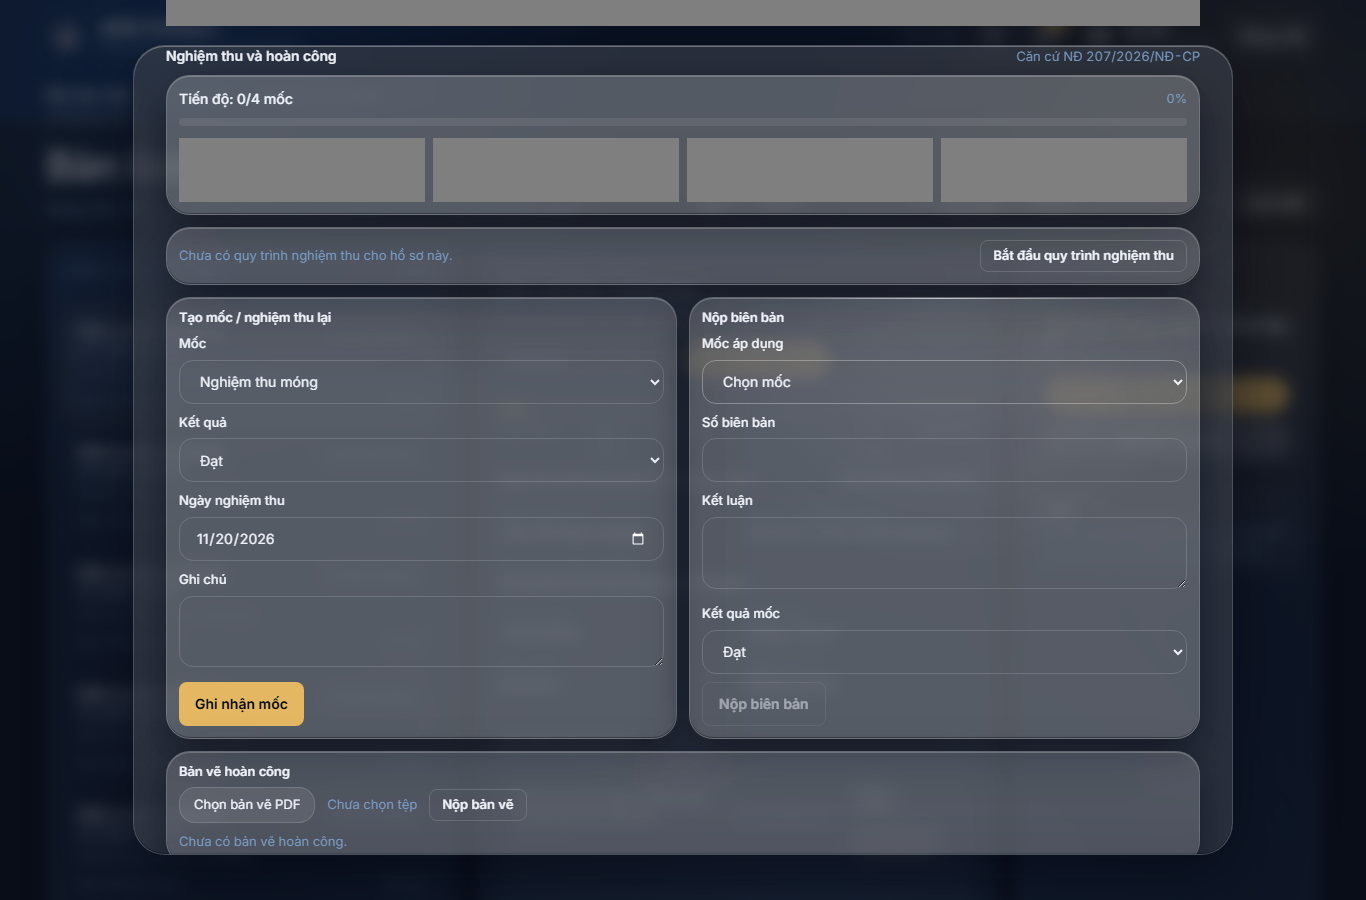 Nghiệm thu và hoàn công
Căn cứ NĐ 207/2026/NĐ-CP
Tiến độ: 0/4 mốc
0%
Chưa có quy trình nghiệm thu cho hồ sơ này.
Bắt đầu quy trình nghiệm thu
Tạo mốc / nghiệm thu lại
Mốc
Nghiệm thu móng
Kết quả
Đạt
Ngày nghiệm thu
11/20/2026
Ghi chú
Ghi nhận mốc
Nộp biên bản
Mốc áp dụng
Chọn mốc
Số biên bản
Kết luận
Kết quả mốc
Đạt
Nộp biên bản
Bản vẽ hoàn công
Chọn bản vẽ PDF
Chưa chọn tệp
Nộp bản vẽ
Chưa có bản vẽ hoàn công.